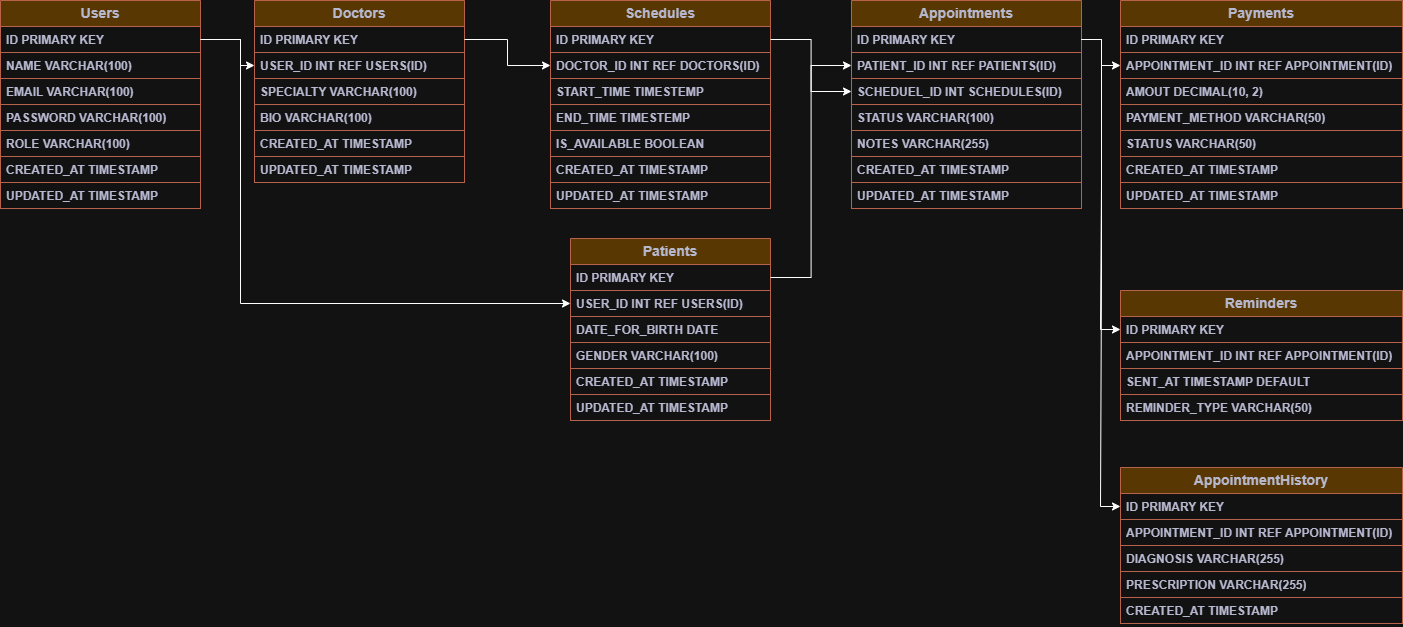 Users
ID PRIMARY KEY
NAME VARCHAR(100)
EMAIL VARCHAR(100)
PASSWORD VARCHAR(100)
ROLE VARCHAR(100)
CREATED_AT TIMESTAMP
UPDATED_AT TIMESTAMP
Doctors
ID PRIMARY KEY
USER_ID INT REF USERS(ID)
SPECIALTY VARCHAR(100)
BIO VARCHAR(100)
CREATED_AT TIMESTAMP
UPDATED_AT TIMESTAMP
Schedules
ID PRIMARY KEY
DOCTOR_ID INT REF DOCTORS(ID)
START_TIME TIMESTEMP
END_TIME TIMESTEMP
IS_AVAILABLE BOOLEAN
CREATED_AT TIMESTAMP
UPDATED_AT TIMESTAMP
Appointments
ID PRIMARY KEY
PATIENT_ID INT REF PATIENTS(ID)
SCHEDUEL_ID INT SCHEDULES(ID)
STATUS VARCHAR(100)
NOTES VARCHAR(255)
CREATED_AT TIMESTAMP
UPDATED_AT TIMESTAMP
Payments
ID PRIMARY KEY
APPOINTMENT_ID INT REF APPOINTMENT(ID)
AMOUT DECIMAL(10, 2)
PAYMENT_METHOD VARCHAR(50)
STATUS VARCHAR(50)
CREATED_AT TIMESTAMP
UPDATED_AT TIMESTAMP
Patients
ID PRIMARY KEY
USER_ID INT REF USERS(ID)
DATE_FOR_BIRTH DATE
GENDER VARCHAR(100)
CREATED_AT TIMESTAMP
UPDATED_AT TIMESTAMP
Reminders
ID PRIMARY KEY
APPOINTMENT_ID INT REF APPOINTMENT(ID)
SENT_AT TIMESTAMP DEFAULT
REMINDER_TYPE VARCHAR(50)
AppointmentHistory
ID PRIMARY KEY
APPOINTMENT_ID INT REF APPOINTMENT(ID)
DIAGNOSIS VARCHAR(255)
PRESCRIPTION VARCHAR(255)
CREATED_AT TIMESTAMP